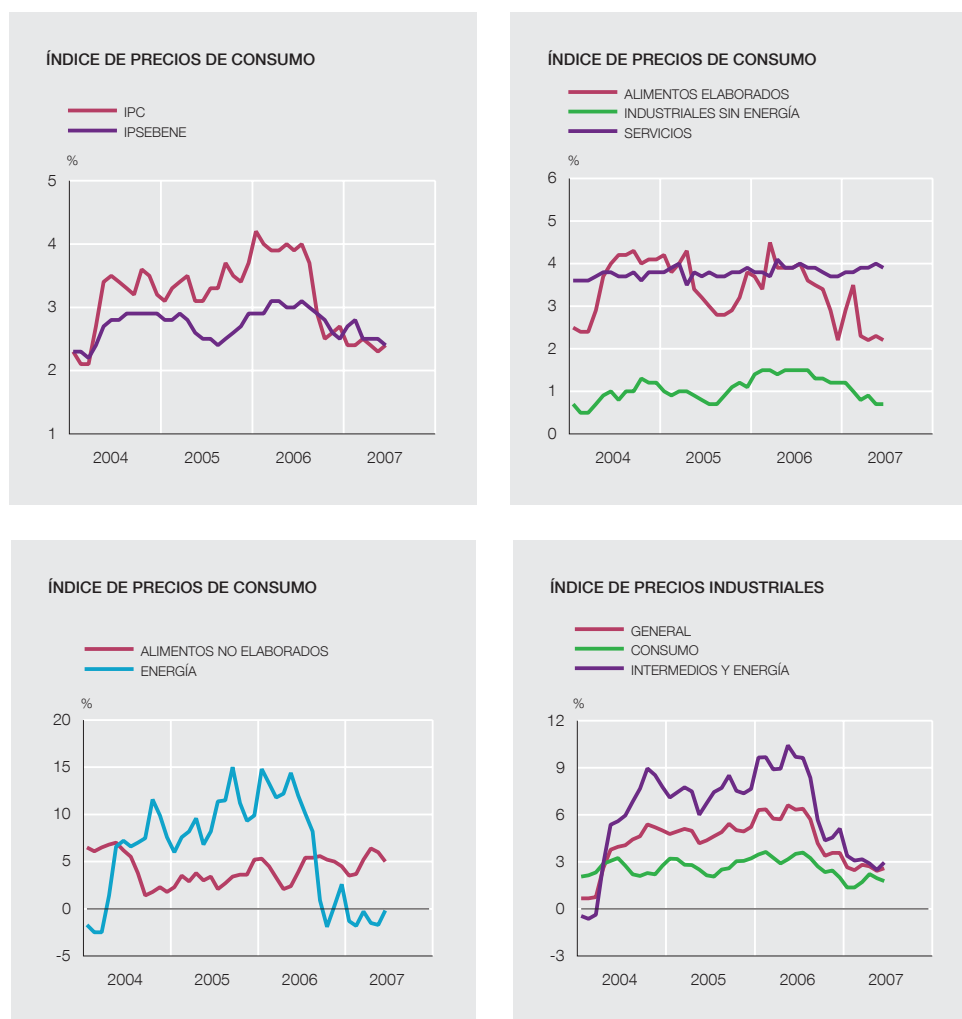 ÍNDICE DE PRECIOS DE CONSUMO
IPC
IPSEBENE
%
5
4
3
2
1
2004 2005 2006 2007
ÍNDICE DE PRECIOS DE CONSUMO
ALIMENTOS ELABORADOS
INDUSTRIALES SIN ENERGÍA
SERVICIOS
%
6
5
4
3
2
1
0
2004 2005 2006 2007
ÍNDICE DE PRECIOS DE CONSUMO
ALIMENTOS NO ELABORADOS
ENERGÍA
%
20
15
10
5
0
-5
2004 2005 2006 2007
ÍNDICE DE PRECIOS INDUSTRIALES
GENERAL
CONSUMO
INTERMEDIOS Y ENERGÍA
%
12
9
6
3
0
-3
2004 2005 2006 2007